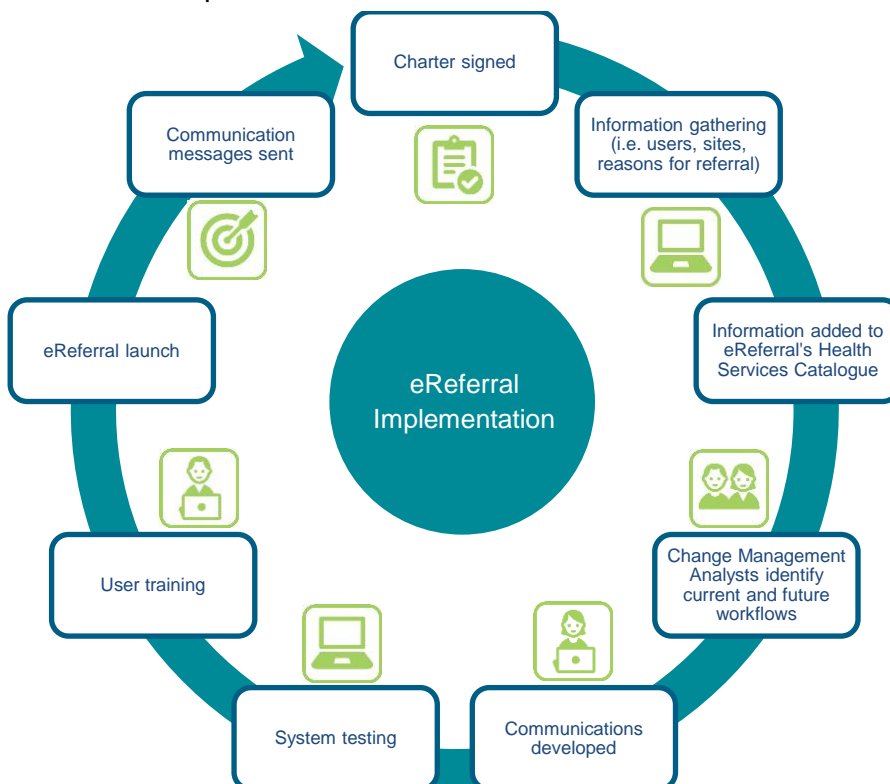 Charter signed
Information gathering
(i.e. users, sites,
reasons for referral)
Information added to
eReferral's Health
Services Catalogue
Change Management
Analysts identify
current and future
workflows
Communications
developed
System testing
User training
eReferral launch
Communication
messages sent
eReferral
Implementation